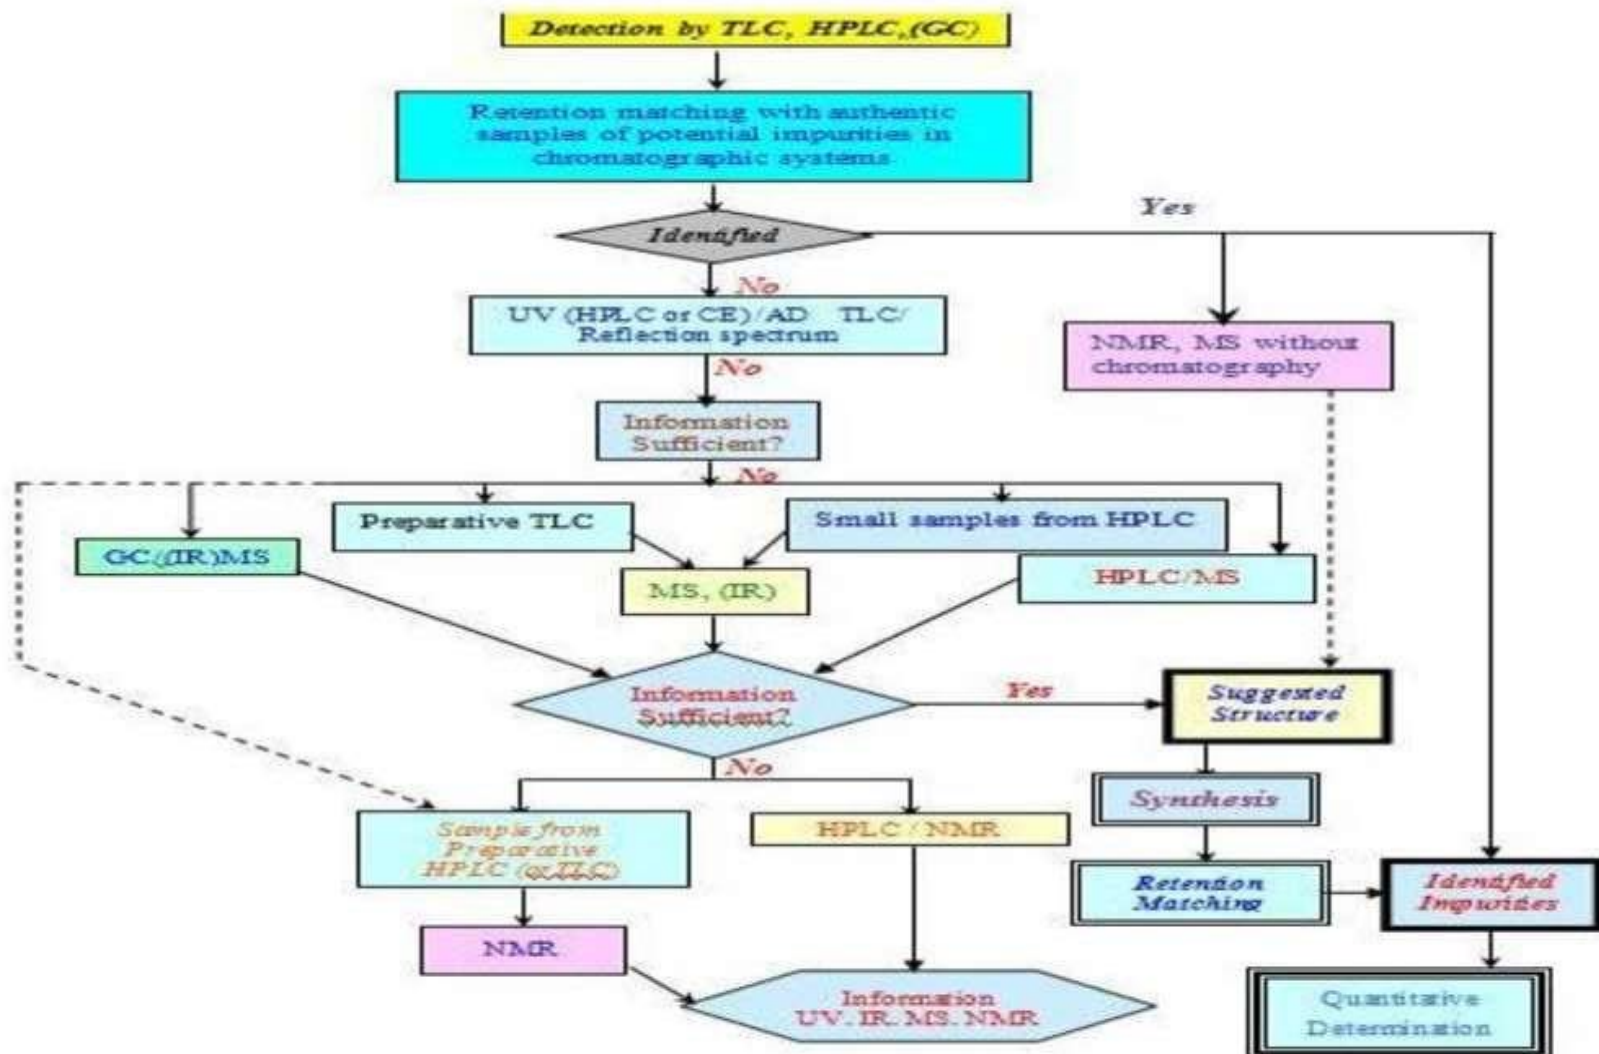 Detection by TLC, HPLC,(GC)
Retention matching with authentic
samples of potential impurities in
chromatographic systems
Yes
Identified
No
UV (HPLC or CE)/AD TLC/
Reflection spectrum
NMR, MS without
chromatography
No
Information
Sufficient?
No
Preparative TLC
Small samples from HPLC
GC/(IR)MS
HPLC/MS
MS, (IR)
Information
Sufficient?
Yes
Suggested
Structure
No
Synthesis
Sample from
Preparative
HPLC (or TLC)
HPLC / NMR
Retention
Matching
Identified
Impurities
NMR
Information
UV. IR. MS. NMR
Quantitative
Determination